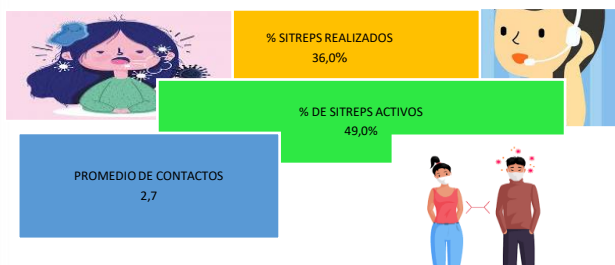 % SITREPS REALIZADOS
36,0%
% DE SITREPS ACTIVOS
49,0%
PROMEDIO DE CONTACTOS
2,7